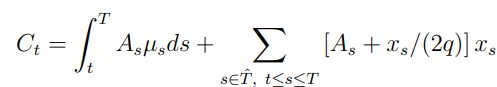 C_t = \int_t^T A_s \mu_s ds + \sum_{s \in \hat{T},\ t \leq s \leq T} [A_s + x_s/(2q)] x_s